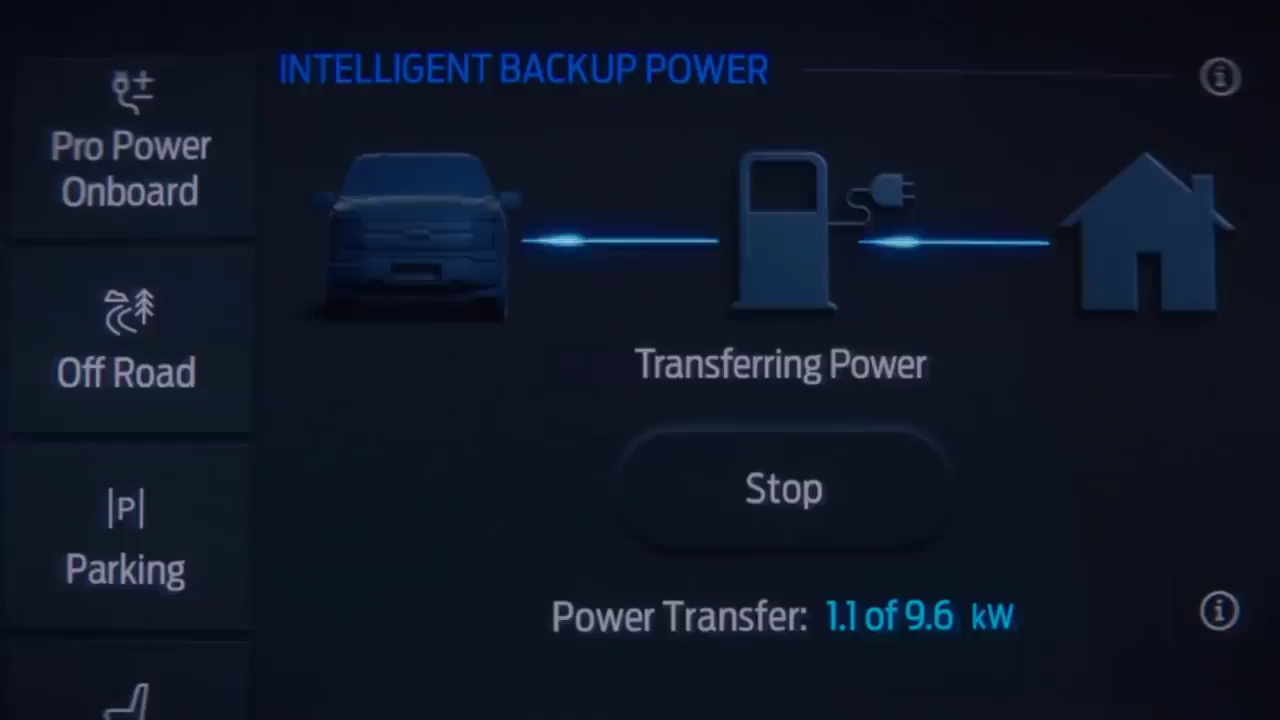 INTELLIGENT BACKUP POWER
Pro Power
Onboard
Off Road
|P|
Parking
Transferring Power
Stop
Power Transfer: 1.1 of 9.6 kW